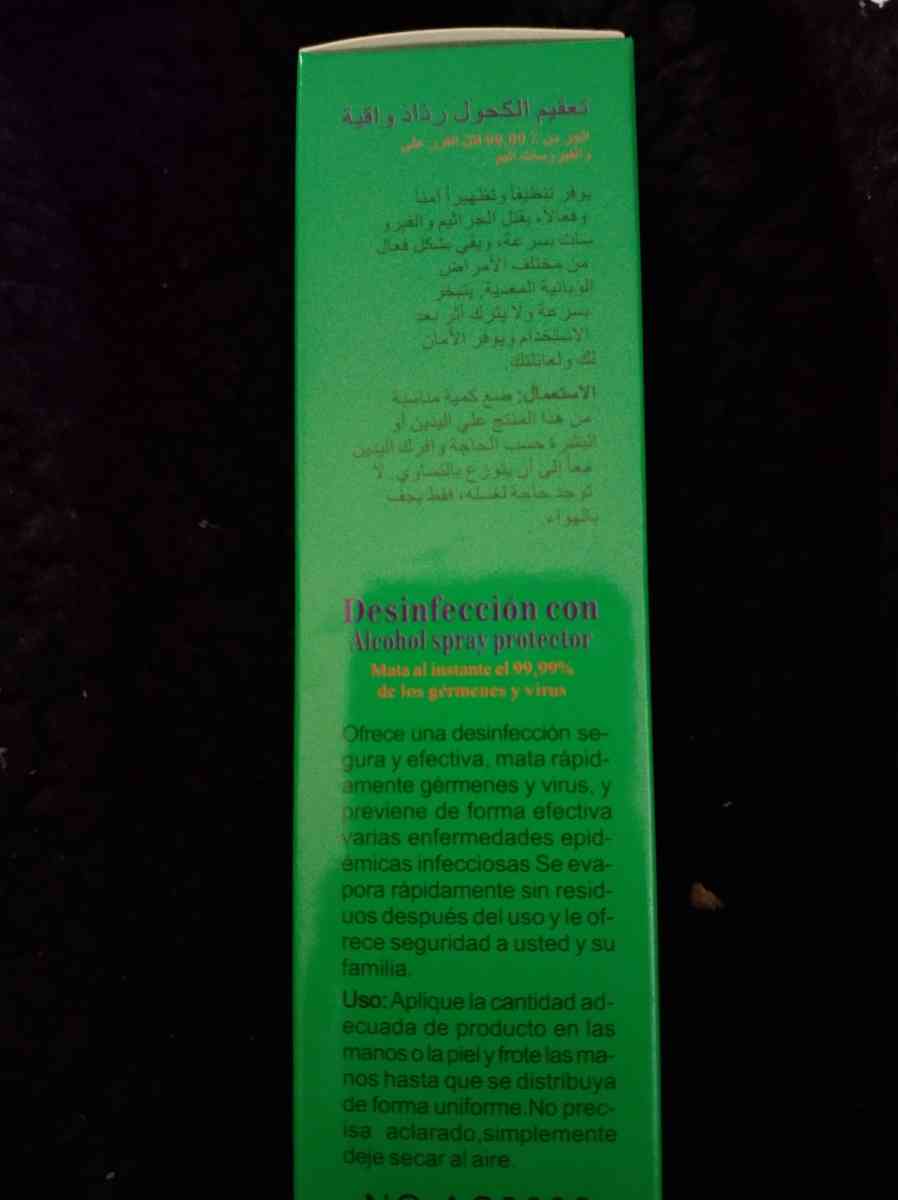 تعقيم الكحول رذاذ واقية
99.99
يوفر تنظيفاً وتطهيراً آمناً
وفعالاً، يقتل الجراثيم والفيرو
سات بسرعة، ويقي بشكل فعال
من مختلف الأمراض
الوبائية المعدية. يتبخر
بسرعة ولا يترك أثر بعد
الاستخدام ويوفر الأمان
لك ولعائلتك
الاستعمال: ضع كمية مناسبة
من هذا المنتج على اليدين أو
البشرة حسب الحاجة وافرك اليدين
معاً إلى أن يتوزع بالتساوي. لا
توجد حاجة لغسله، فقط يجف
بالهواء.
Desinfección con
Alcohol spray protector
Mata al instante el 99,99%
de los gérmenes y virus
Ofrece una desinfección se-
gura y efectiva, mata rápid-
amente gérmenes y virus, y
previene de forma efectiva
varias enfermedades epid-
émicas infecciosas Se eva-
pora rápidamente sin resid-
uos después del uso y le of-
rece seguridad a usted y su
familia.
Uso: Aplique la cantidad ad-
ecuada de producto en las
manos o la piel y frote las ma-
nos hasta que se distribuya
de forma uniforme.No prec-
isa aclarado,simplemente
deje secar al aire.